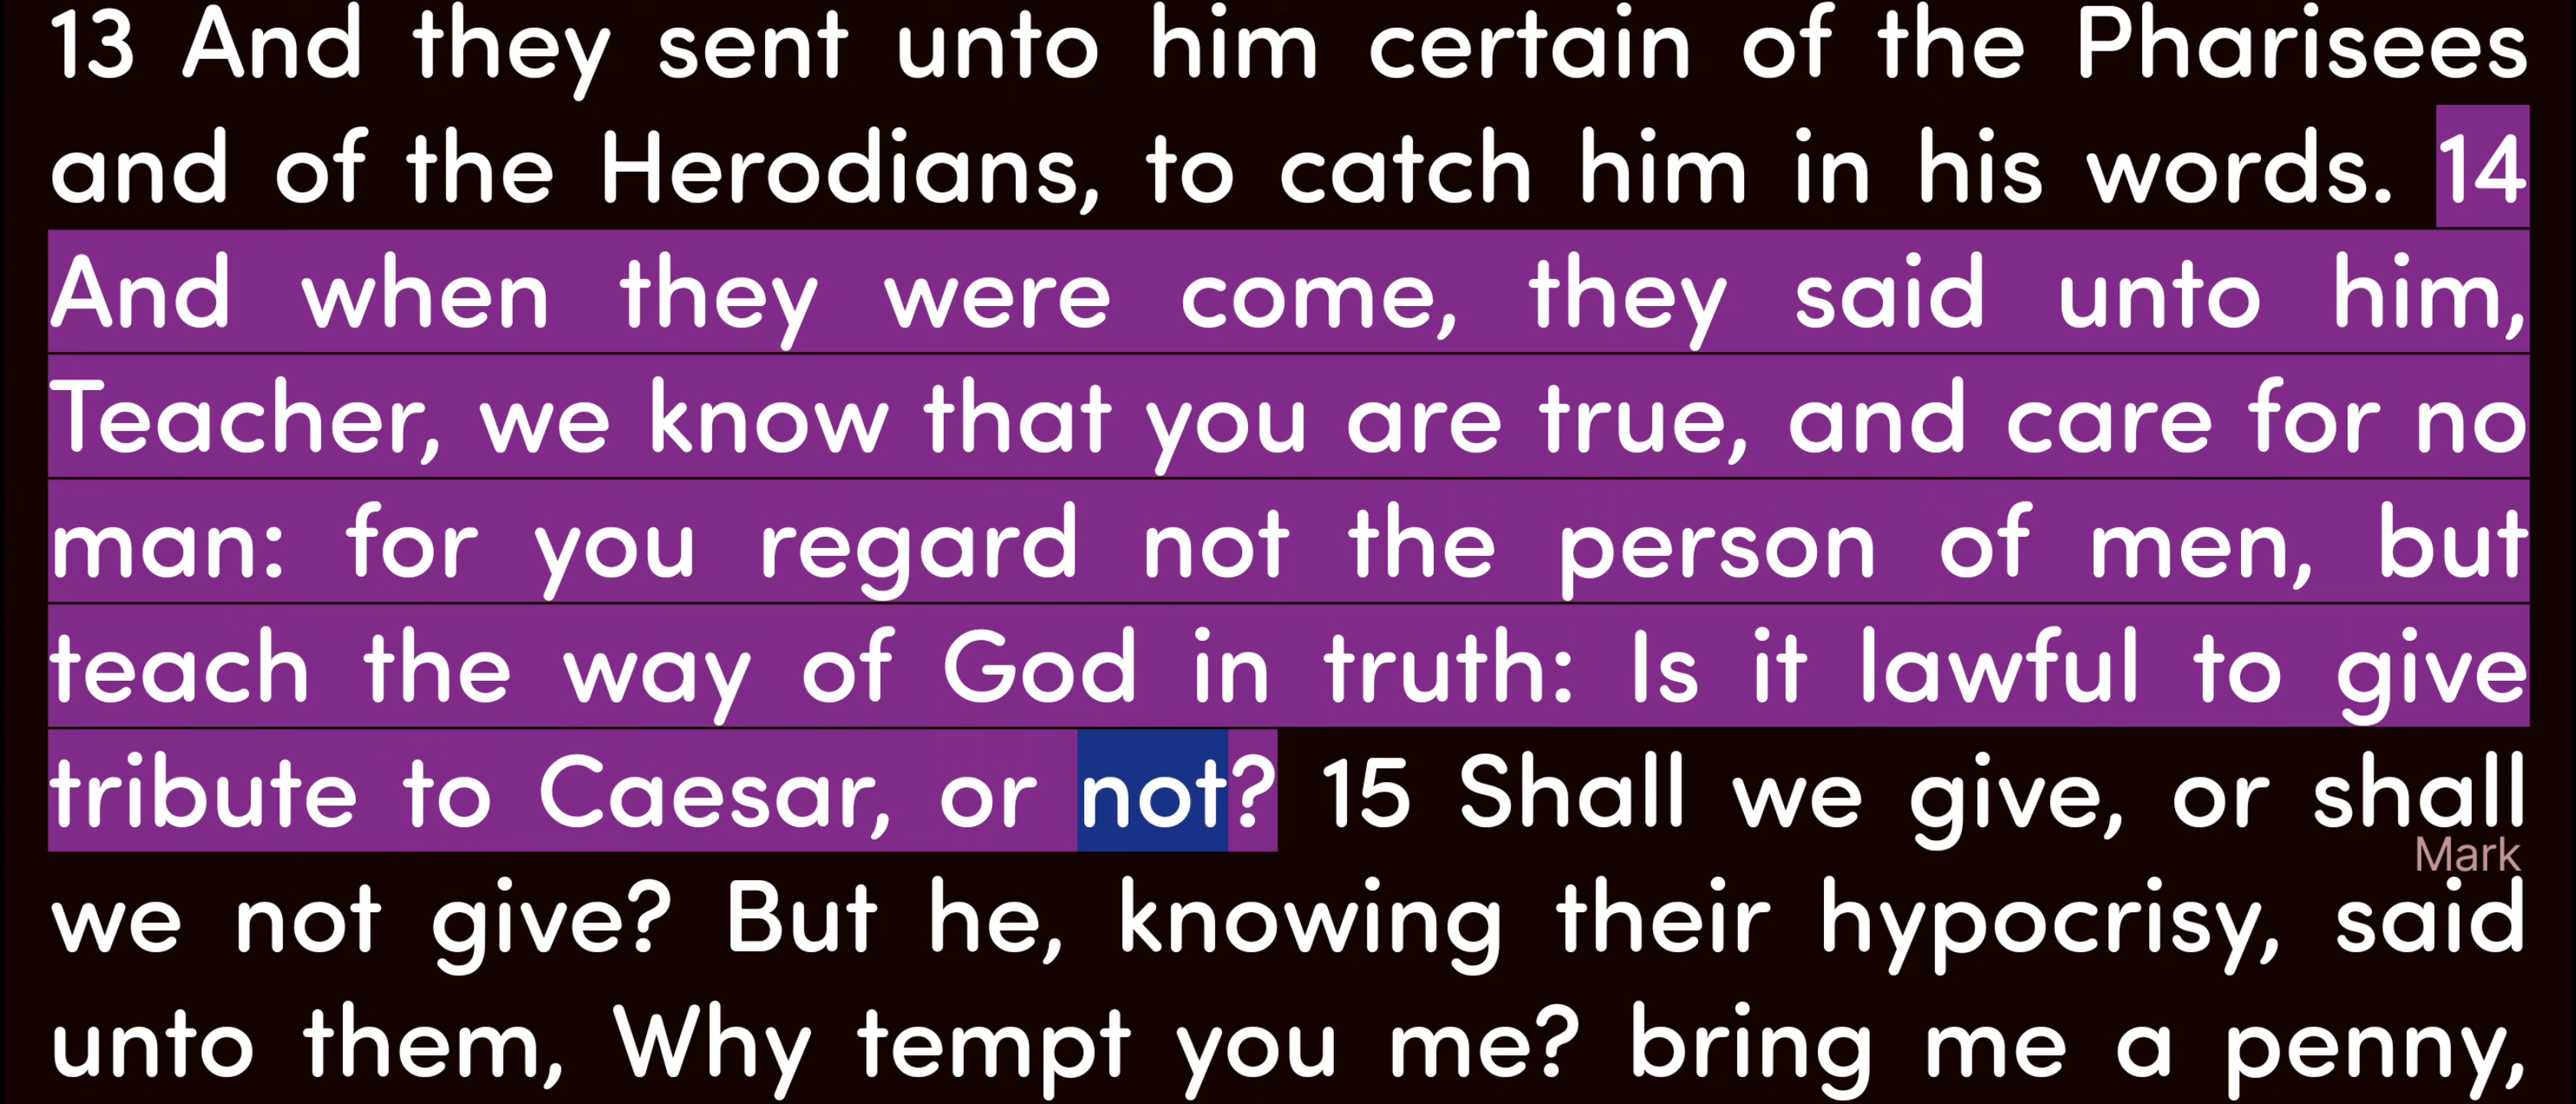 13 And they sent unto him certain of the Pharisees
and of the Herodians, to catch him in his words. 14
And when they were come, they said unto him,
Teacher, we know that you are true, and care for no
man: for you regard not the person of men, but
teach the way of God in truth: Is it lawful to give
tribute to Caesar, or not? 15 Shall we give, or shall
Mark
we not give? But he, knowing their hypocrisy, said
unto them, Why tempt you me? bring me a penny,